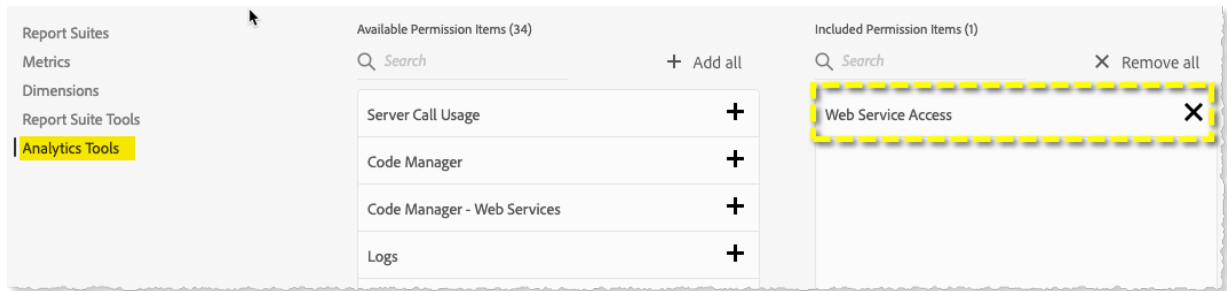 Report Suites
Metrics
Dimensions
Report Suite Tools
Analytics Tools
Available Permission Items (34)
Search
Add all
Server Call Usage
Code Manager
Code Manager - Web Services
Logs
Included Permission Items (1)
Search
Remove all
Web Service Access